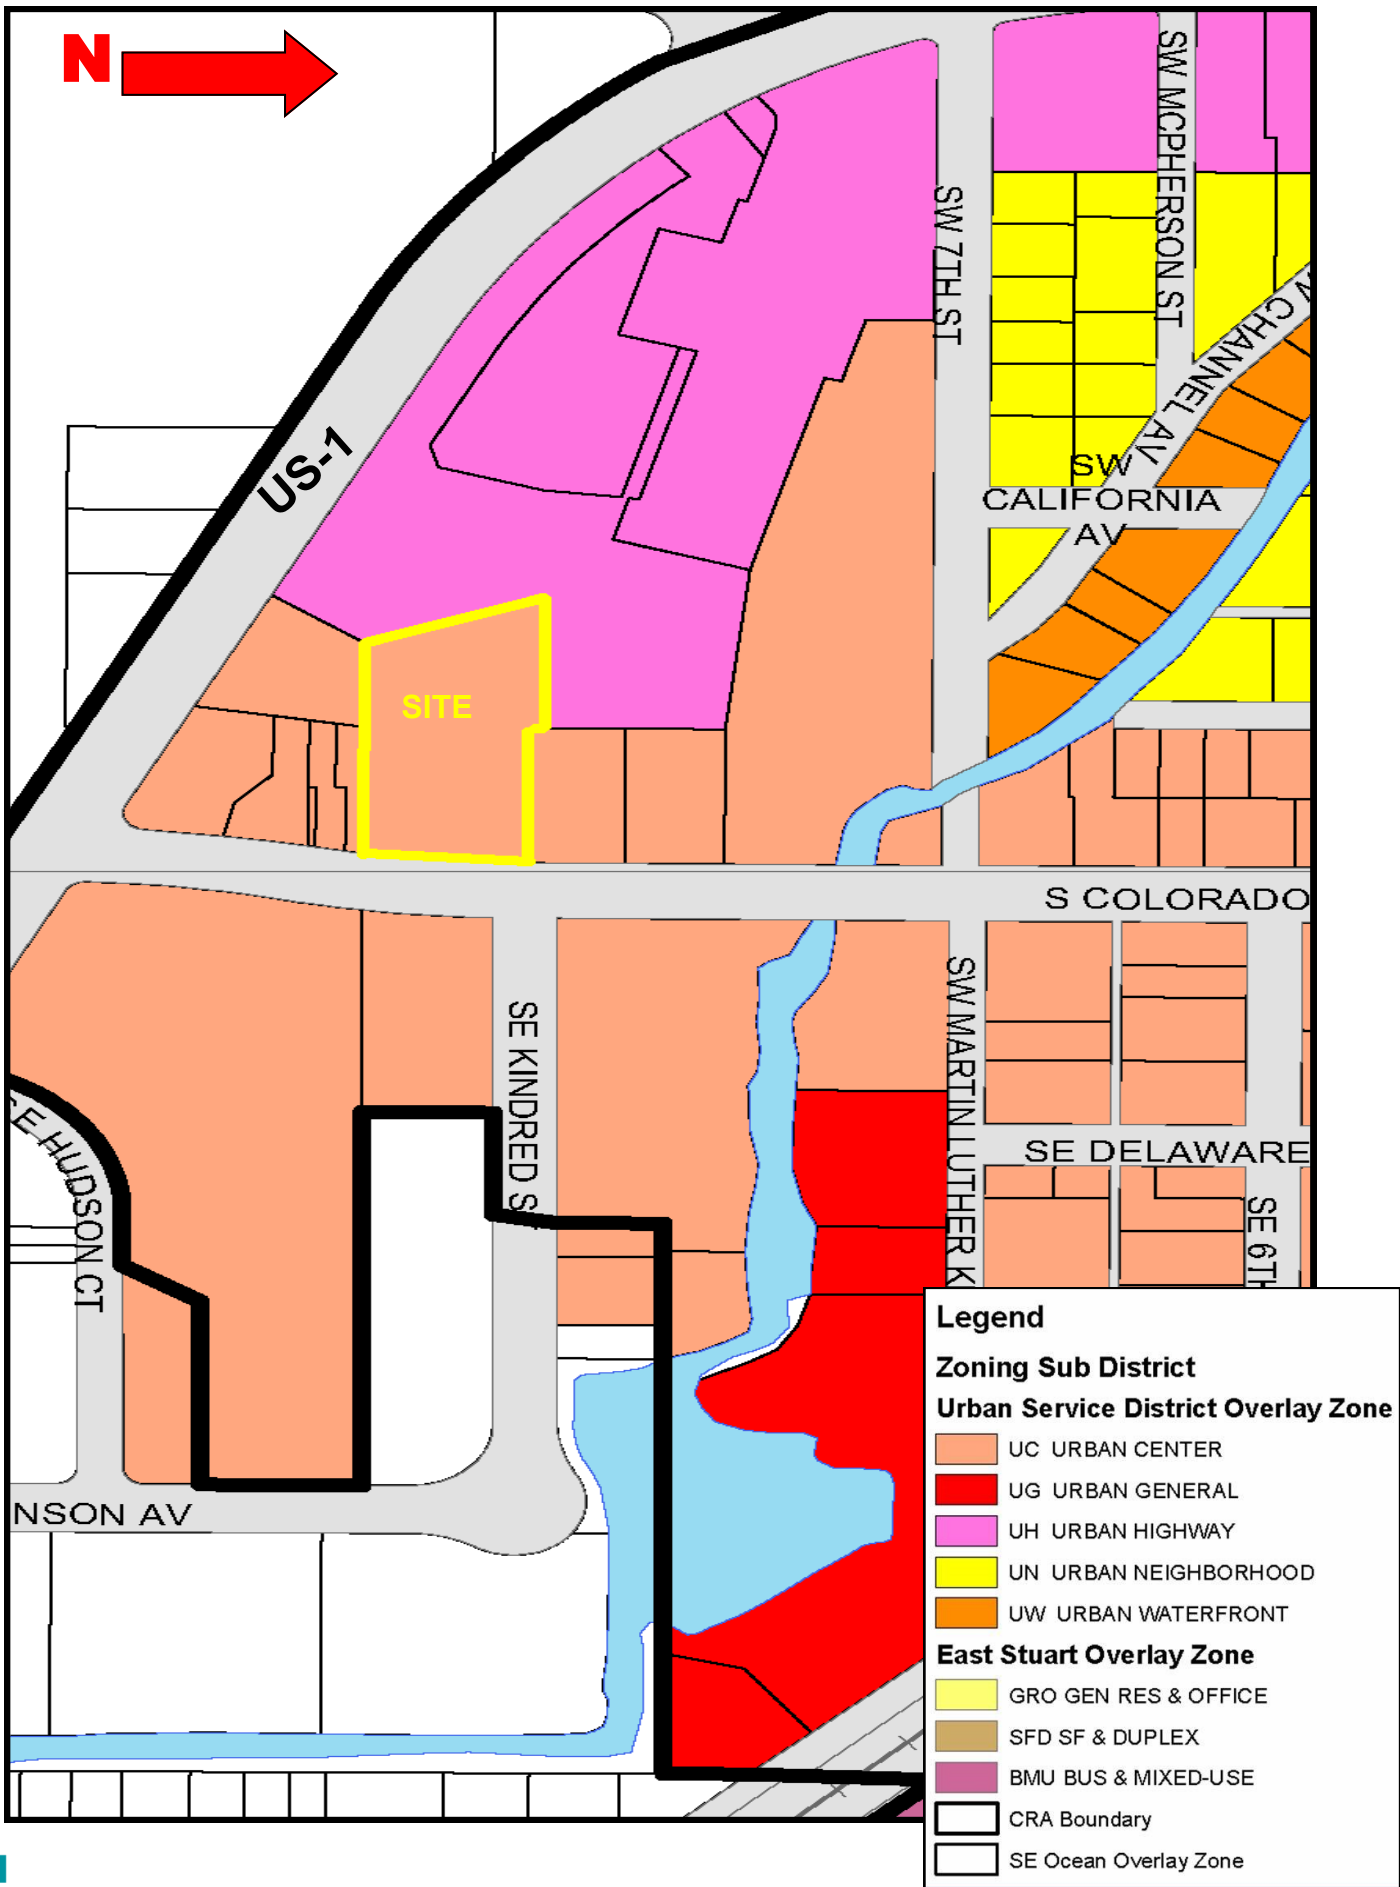 N
SW MCPHERSON ST
SW 7TH ST
W CHANNEL AV
US-1
SW
CALIFORNIA
AV
SITE
S COLORADO
SE KINDRED S
SW MARTIN LUTHER K
SE HUDSON CT
SE DELAWARE
SE 6TH
NSON AV
Legend
Zoning Sub District
Urban Service District Overlay Zone
UC URBAN CENTER
UG URBAN GENERAL
UH URBAN HIGHWAY
UN URBAN NEIGHBORHOOD
UW URBAN WATERFRONT
East Stuart Overlay Zone
GRO GEN RES & OFFICE
SFD SF & DUPLEX
BMU BUS & MIXED-USE
CRA Boundary
SE Ocean Overlay Zone